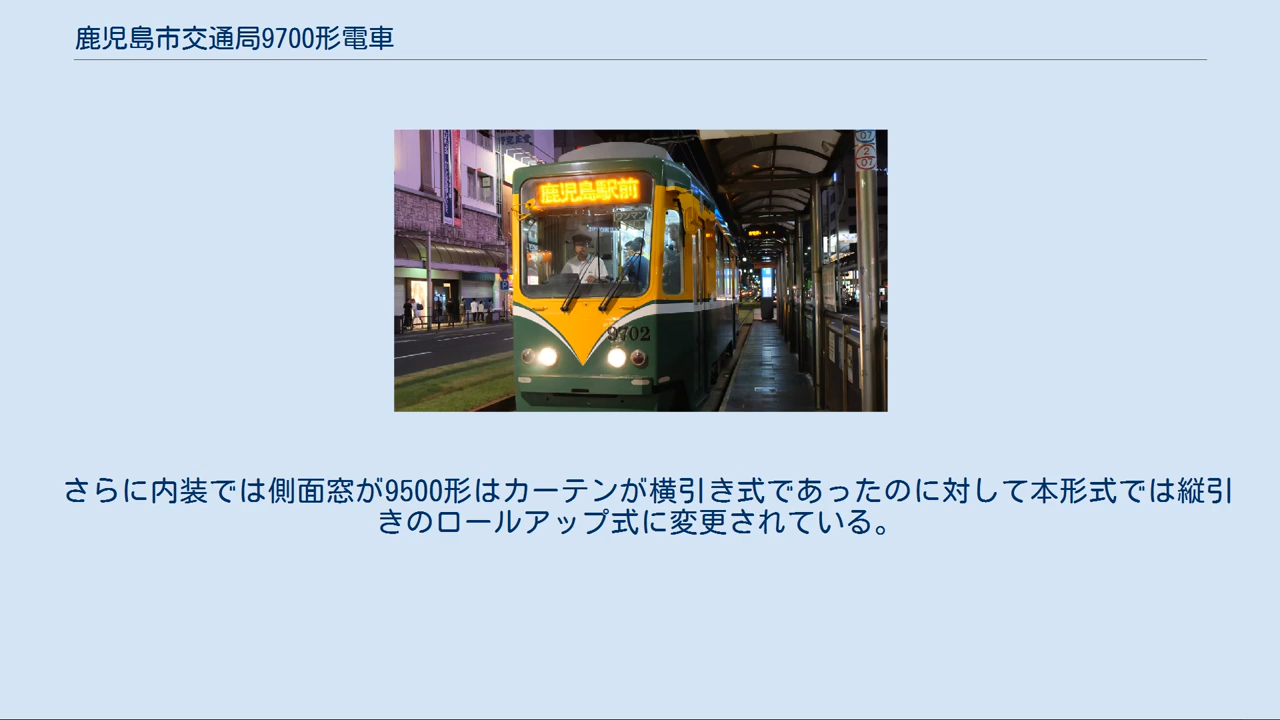 鹿児島市交通局9700形電車
鹿児島駅前
9702
さらに内装では側面窓が9500形はカーテンが横引き式であったのに対して本形式では縦引
きのロールアップ式に変更されている。